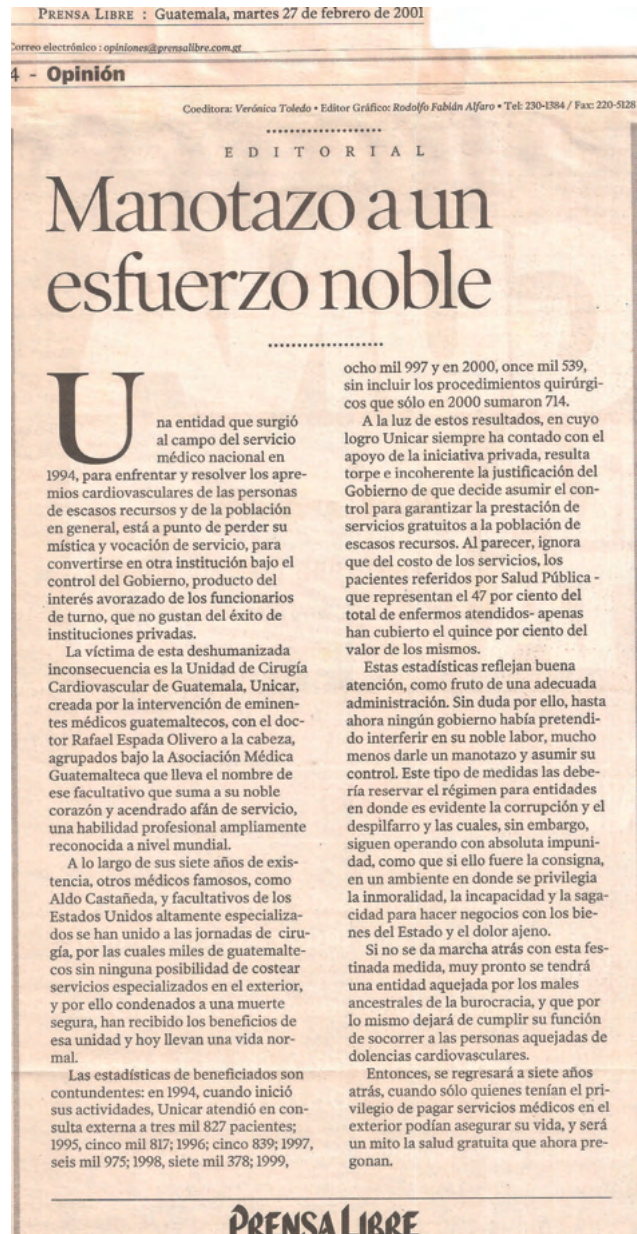 PRENSA LIBRE : Guatemala, martes 27 de febrero de 2001
Correo electrónico : opiniones@prensalibre.com.gt
4 - Opinión
Coeditora: Verónica Toledo • Editor Gráfico: Rodolfo Fabián Alfaro • Tel: 230-1384 / Fax: 220-5128
EDITORIAL
Manotazo a un
esfuerzo noble
Una entidad que surgió
al campo del servicio
médico nacional en
1994, para enfrentar y resolver los apre-
mios cardiovasculares de las personas
de escasos recursos y de la población
en general, está a punto de perder su
mística y vocación de servicio, para
convertirse en otra institución bajo el
control del Gobierno, producto del
interés avorazado de los funcionarios
de turno, que no gustan del éxito de
instituciones privadas.
La víctima de esta deshumanizada
inconsecuencia es la Unidad de Cirugía
Cardiovascular de Guatemala, Unicar,
creada por la intervención de eminen-
tes médicos guatemaltecos, con el doc-
tor Rafael Espada Olivero a la cabeza,
agrupados bajo la Asociación Médica
Guatemalteca que lleva el nombre de
ese facultativo que suma a su noble
corazón y acendrado afán de servicio,
una habilidad profesional ampliamente
reconocida a nivel mundial.
A lo largo de sus siete años de exis-
tencia, otros médicos famosos, como
Aldo Castañeda, y facultativos de los
Estados Unidos altamente especializa-
dos se han unido a las jornadas de ciru-
gía, por las cuales miles de guatemalte-
cos sin ninguna posibilidad de costear
servicios especializados en el exterior,
y por ello condenados a una muerte
segura, han recibido los beneficios de
esa unidad y hoy llevan una vida nor-
mal.
Las estadísticas de beneficiados son
contundentes: en 1994, cuando inició
sus actividades, Unicar atendió en con-
sulta externa a tres mil 827 pacientes;
1995, cinco mil 817; 1996; cinco 839; 1997,
seis mil 975; 1998, siete mil 378; 1999,
ocho mil 997 y en 2000, once mil 539,
sin incluir los procedimientos quirúrgi-
cos que sólo en 2000 sumaron 714.
A la luz de estos resultados, en cuyo
logro Unicar siempre ha contado con el
apoyo de la iniciativa privada, resulta
torpe e incoherente la justificación del
Gobierno de que decide asumir el con-
trol para garantizar la prestación de
servicios gratuitos a la población de
escasos recursos. Al parecer, ignora
que del costo de los servicios, los
pacientes referidos por Salud Pública -
que representan el 47 por ciento del
total de enfermos atendidos- apenas
han cubierto el quince por ciento del
valor de los mismos.
Estas estadísticas reflejan buena
atención, como fruto de una adecuada
administración. Sin duda por ello, hasta
ahora ningún gobierno había pretendi-
do interferir en su noble labor, mucho
menos darle un manotazo y asumir su
control. Este tipo de medidas las debe-
ría reservar el régimen para entidades
en donde es evidente la corrupción y el
despilfarro y las cuales, sin embargo,
siguen operando con absoluta impuni-
dad, como que si ello fuere la consigna,
en un ambiente en donde se privilegia
la inmoralidad, la incapacidad y la saga-
cidad para hacer negocios con los bie-
nes del Estado y el dolor ajeno.
Si no se da marcha atrás con esta fes-
tinada medida, muy pronto se tendrá
una entidad aquejada por los males
ancestrales de la burocracia, y que por
lo mismo dejará de cumplir su función
de socorrer a las personas aquejadas de
dolencias cardiovasculares.
Entonces, se regresará a siete años
atrás, cuando sólo quienes tenían el pri-
vilegio de pagar servicios médicos en el
exterior podían asegurar su vida, y será
un mito la salud gratuita que ahora pre-
gonan.
PRENSA LIBRE